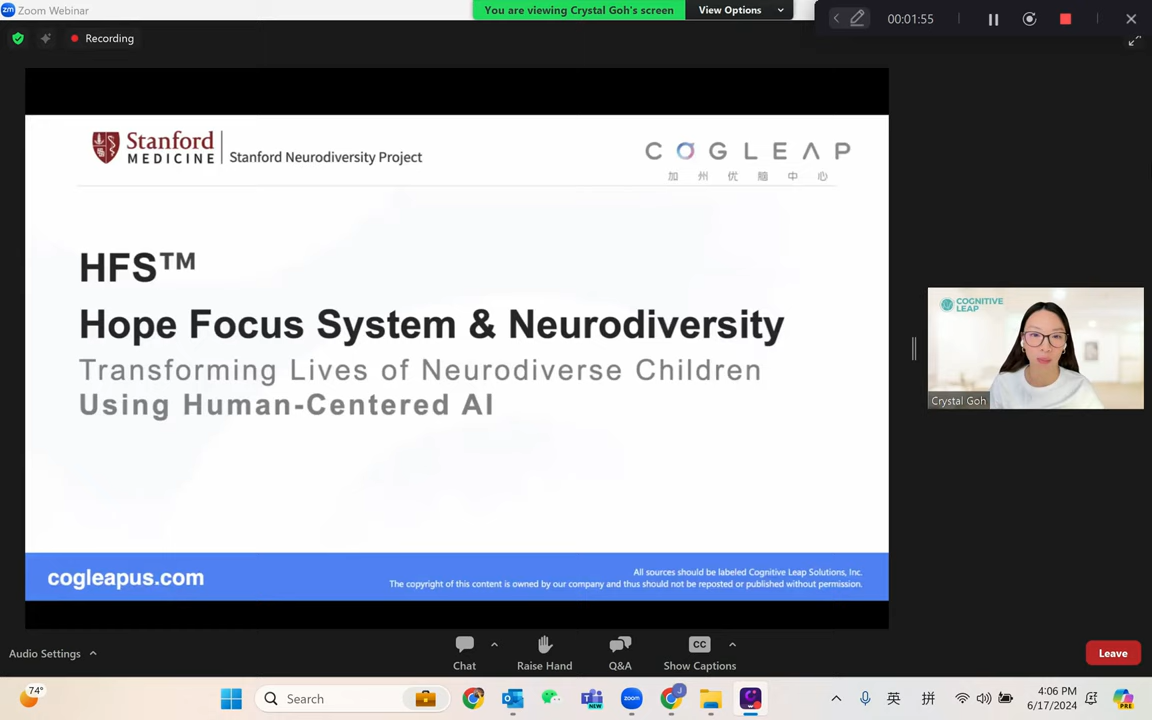 zm Zoom Webinar
You are viewing Crystal Goh's screen
View Options
00:01:55
Recording
Stanford
MEDICINE
Stanford Neurodiversity Project
COGLEAP
加州优脑中心
HFS™
Hope Focus System & Neurodiversity
Transforming Lives of Neurodiverse Children
Using Human-Centered AI
COGNITIVE
LEAP
Crystal Goh
cogleapus.com
All sources should be labeled Cognitive Leap Solutions, Inc.
The copyright of this content is owned by our company and thus should not be reposted or published without permission.
Audio Settings
CC
Chat
Raise Hand
Q&A
Show Captions
Leave
74°
Search
NEW
zoom
J
英
拼
4:06 PM
6/17/2024
PRE